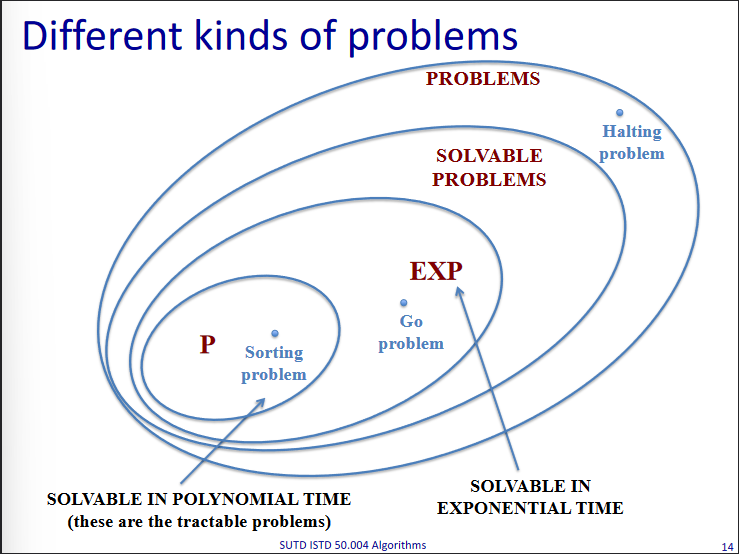 Different kinds of problems
PROBLEMS
Halting
problem
SOLVABLE
PROBLEMS
EXP
Go
problem
P
Sorting
problem
SOLVABLE IN POLYNOMIAL TIME
(these are the tractable problems)
SOLVABLE IN
EXPONENTIAL TIME
SUTD ISTD 50.004 Algorithms
14